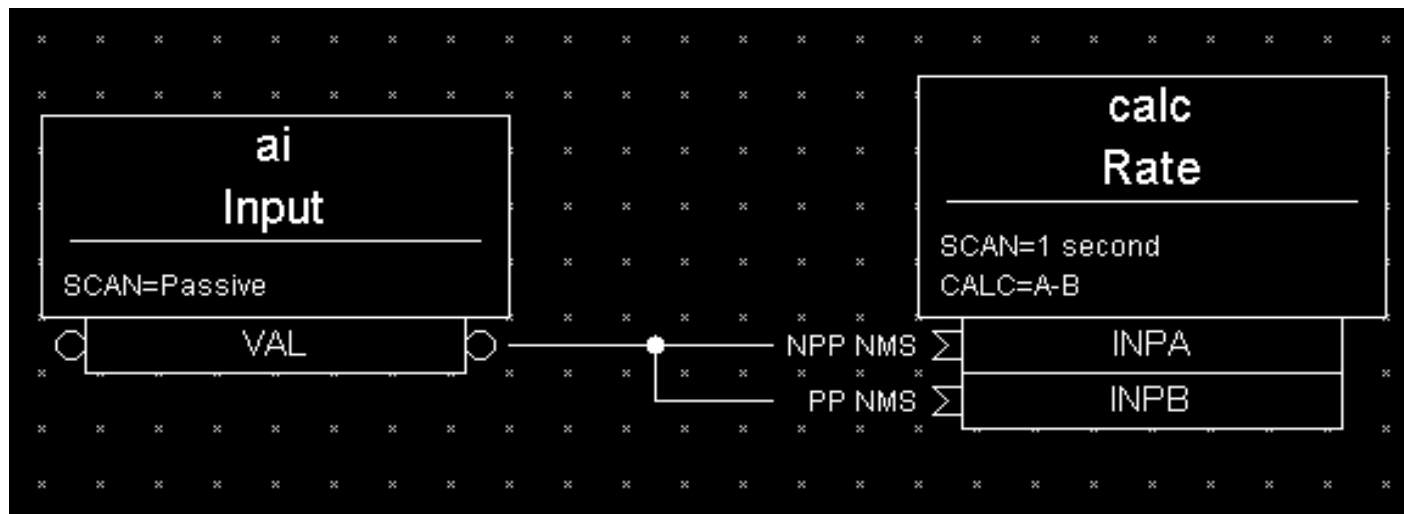 ai
Input
SCAN=Passive
VAL
calc
Rate
SCAN=1 second
CALC=A-B
NPP NMS INPA
PP NMS INPB